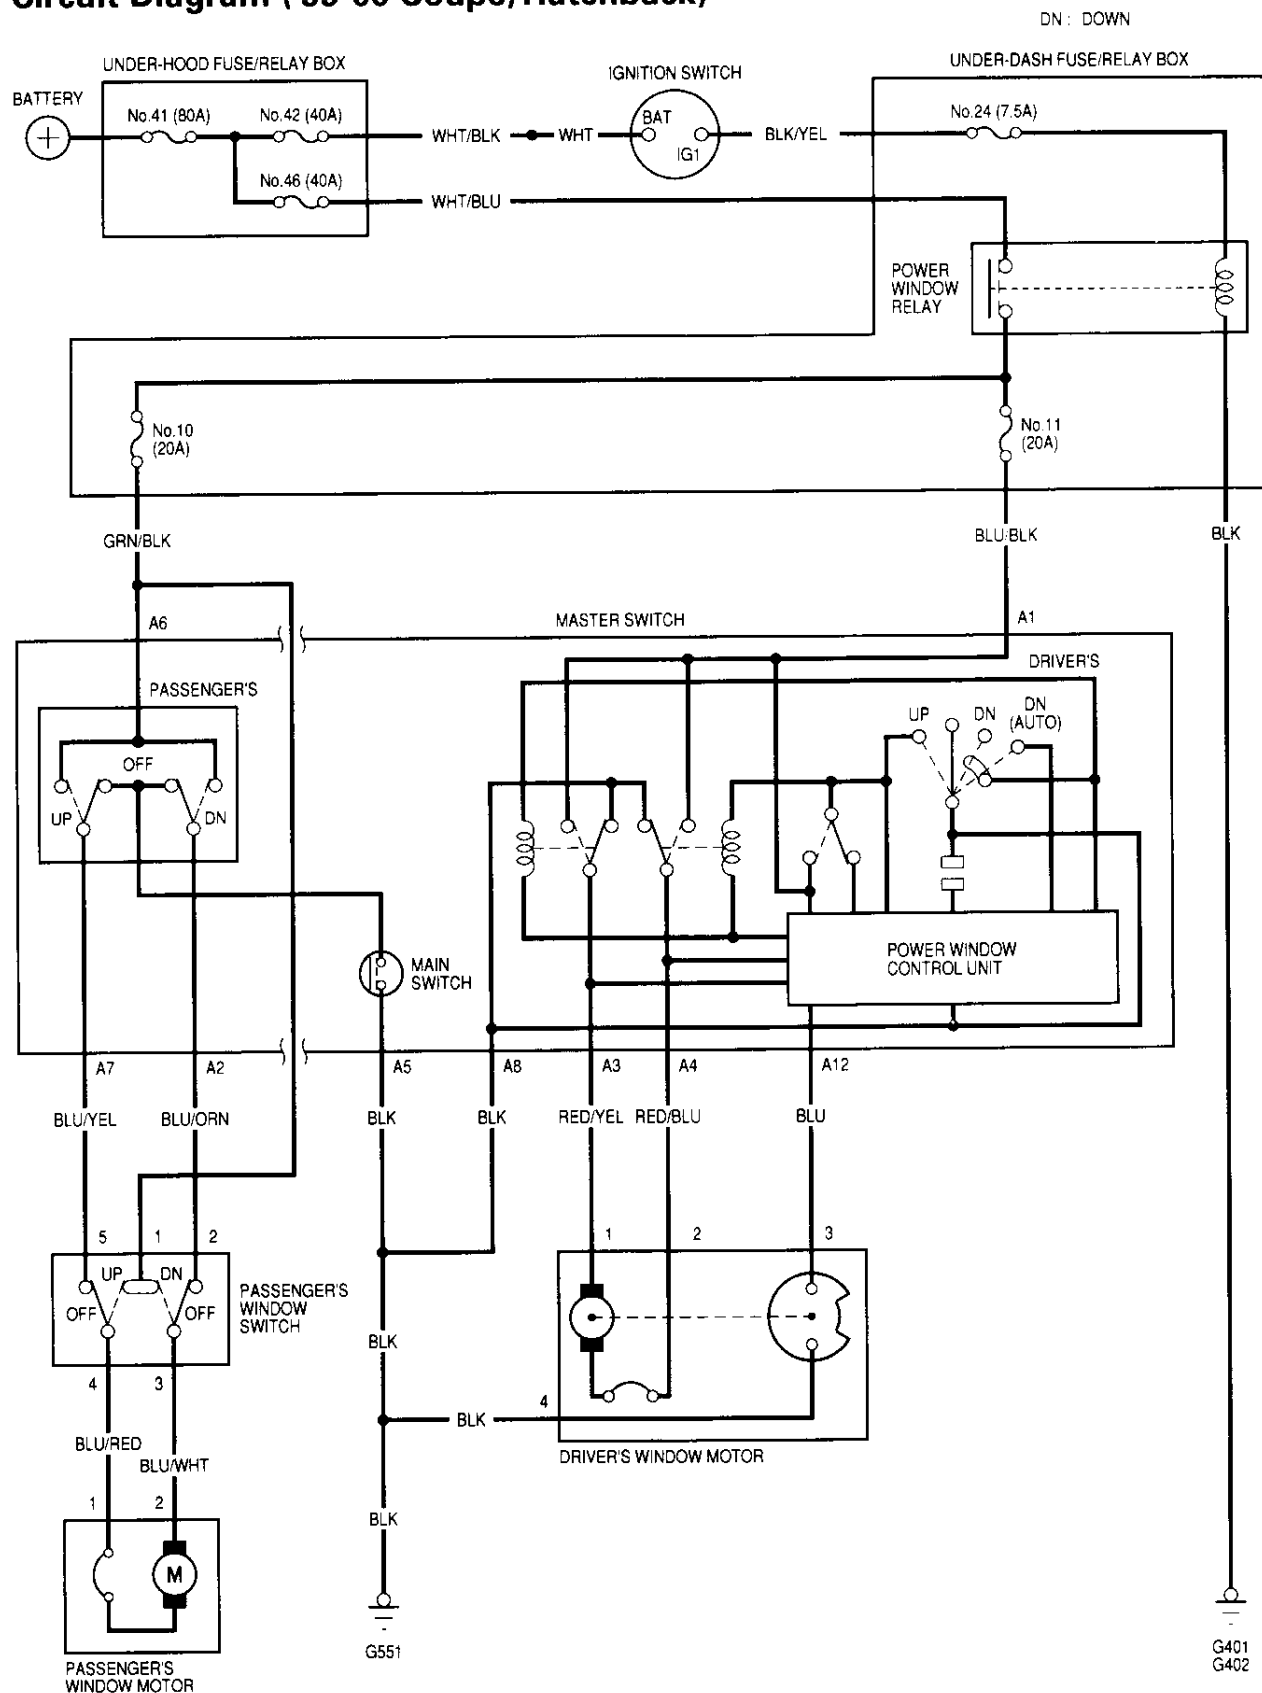 DN : DOWN
UNDER-HOOD FUSE/RELAY BOX
IGNITION SWITCH
UNDER-DASH FUSE/RELAY BOX
BATTERY
No.41 (80A)
No.42 (40A)
BAT
No.24 (7.5A)
WHT/BLK
WHT
BLK/YEL
IG1
No.46 (40A)
WHT/BLU
POWER
WINDOW
RELAY
No.10
(20A)
No.11
(20A)
GRN/BLK
BLU/BLK
BLK
A6
MASTER SWITCH
A1
PASSENGER'S
DRIVER'S
UP
DN
DN
(AUTO)
OFF
UP
DN
MAIN
SWITCH
POWER WINDOW
CONTROL UNIT
A7
A2
A5
A8
A3
A4
A12
BLU/YEL
BLU/ORN
BLK
BLK
RED/YEL
RED/BLU
BLU
5
1
2
1
2
3
UP
DN
OFF
OFF
PASSENGER'S
WINDOW
SWITCH
BLK
4
3
4
BLK
BLU/RED
BLU/WHT
DRIVER'S WINDOW MOTOR
1
2
BLK
M
G551
G401
G402
PASSENGER'S
WINDOW MOTOR